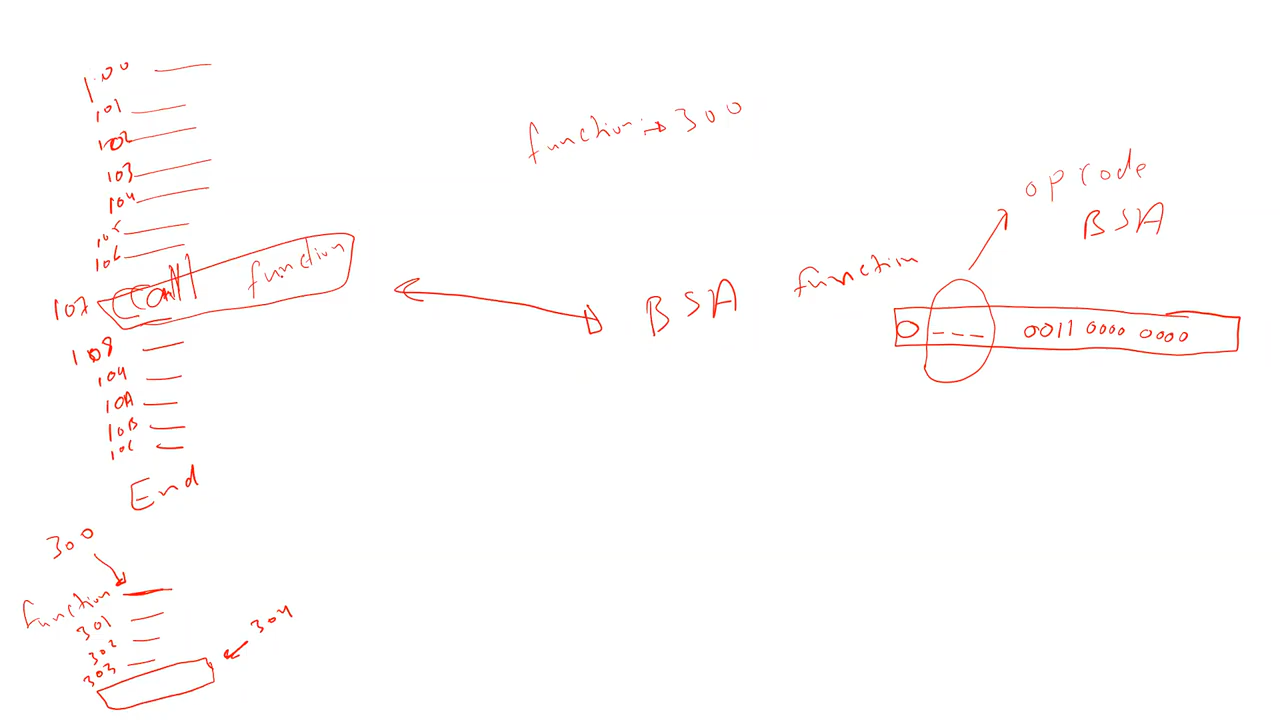 100
101
102
103
104
105
106
107 Call function
108
109
10A
10B
10C
End
300
function
301
302
303
304
function → 300
BSA function
opcode
BSA
0 _ _ _ 0011 0000 0000